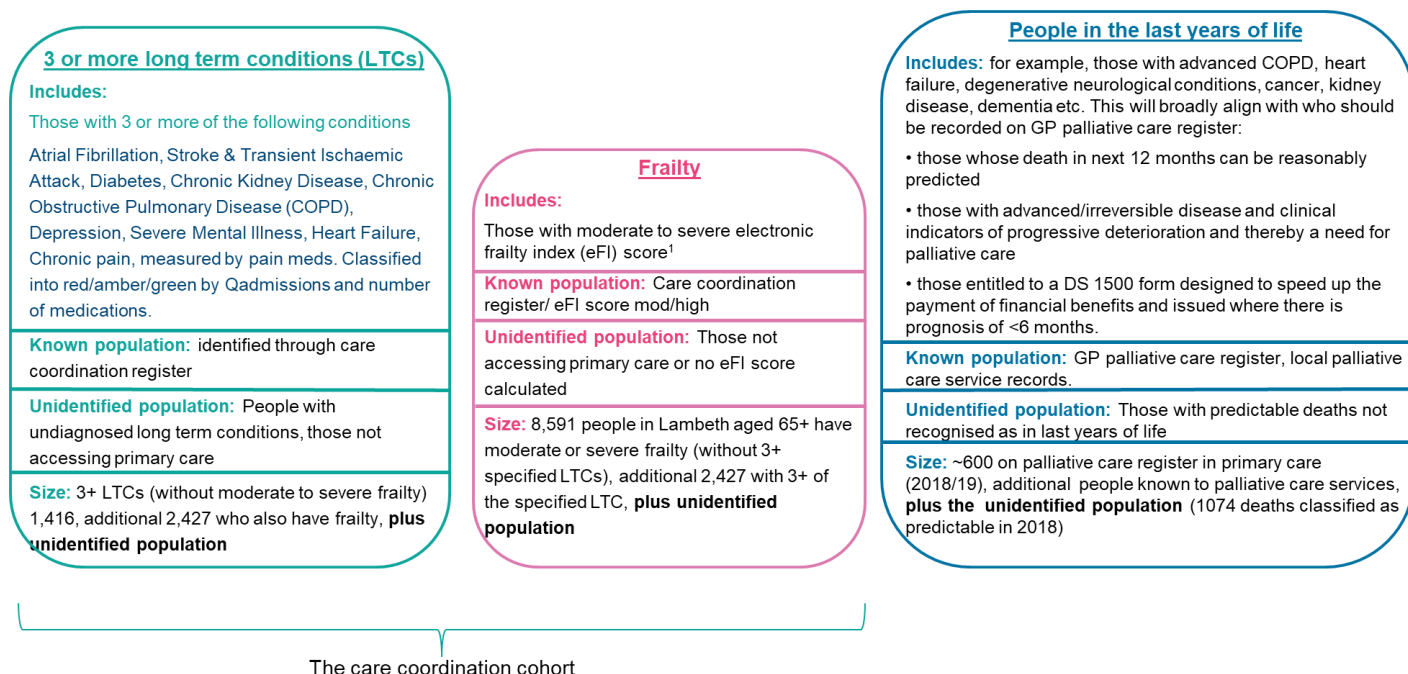 3 or more long term conditions (LTCs)
Includes:
Those with 3 or more of the following conditions
Atrial Fibrillation, Stroke & Transient Ischaemic
Attack, Diabetes, Chronic Kidney Disease, Chronic
Obstructive Pulmonary Disease (COPD),
Depression, Severe Mental Illness, Heart Failure,
Chronic pain, measured by pain meds. Classified
into red/amber/green by Qadmissions and number
of medications.
Known population: identified through care
coordination register
Unidentified population: People with
undiagnosed long term conditions, those not
accessing primary care
Size: 3+ LTCs (without moderate to severe frailty)
1,416, additional 2,427 who also have frailty, plus
unidentified population
Frailty
Includes:
Those with moderate to severe electronic
frailty index (eFI) score¹
Known population: Care coordination
register/ eFI score mod/high
Unidentified population: Those not
accessing primary care or no eFI score
calculated
Size: 8,591 people in Lambeth aged 65+ have
moderate or severe frailty (without 3+
specified LTCs), additional 2,427 with 3+ of
the specified LTC, plus unidentified
population
People in the last years of life
Includes: for example, those with advanced COPD, heart
failure, degenerative neurological conditions, cancer, kidney
disease, dementia etc. This will broadly align with who should
be recorded on GP palliative care register:
• those whose death in next 12 months can be reasonably
predicted
• those with advanced/irreversible disease and clinical
indicators of progressive deterioration and thereby a need for
palliative care
• those entitled to a DS 1500 form designed to speed up the
payment of financial benefits and issued where there is
prognosis of <6 months.
Known population: GP palliative care register, local palliative
care service records.
Unidentified population: Those with predictable deaths not
recognised as in last years of life
Size: ~600 on palliative care register in primary care
(2018/19), additional people known to palliative care services,
plus the unidentified population (1074 deaths classified as
predictable in 2018)
The care coordination cohort